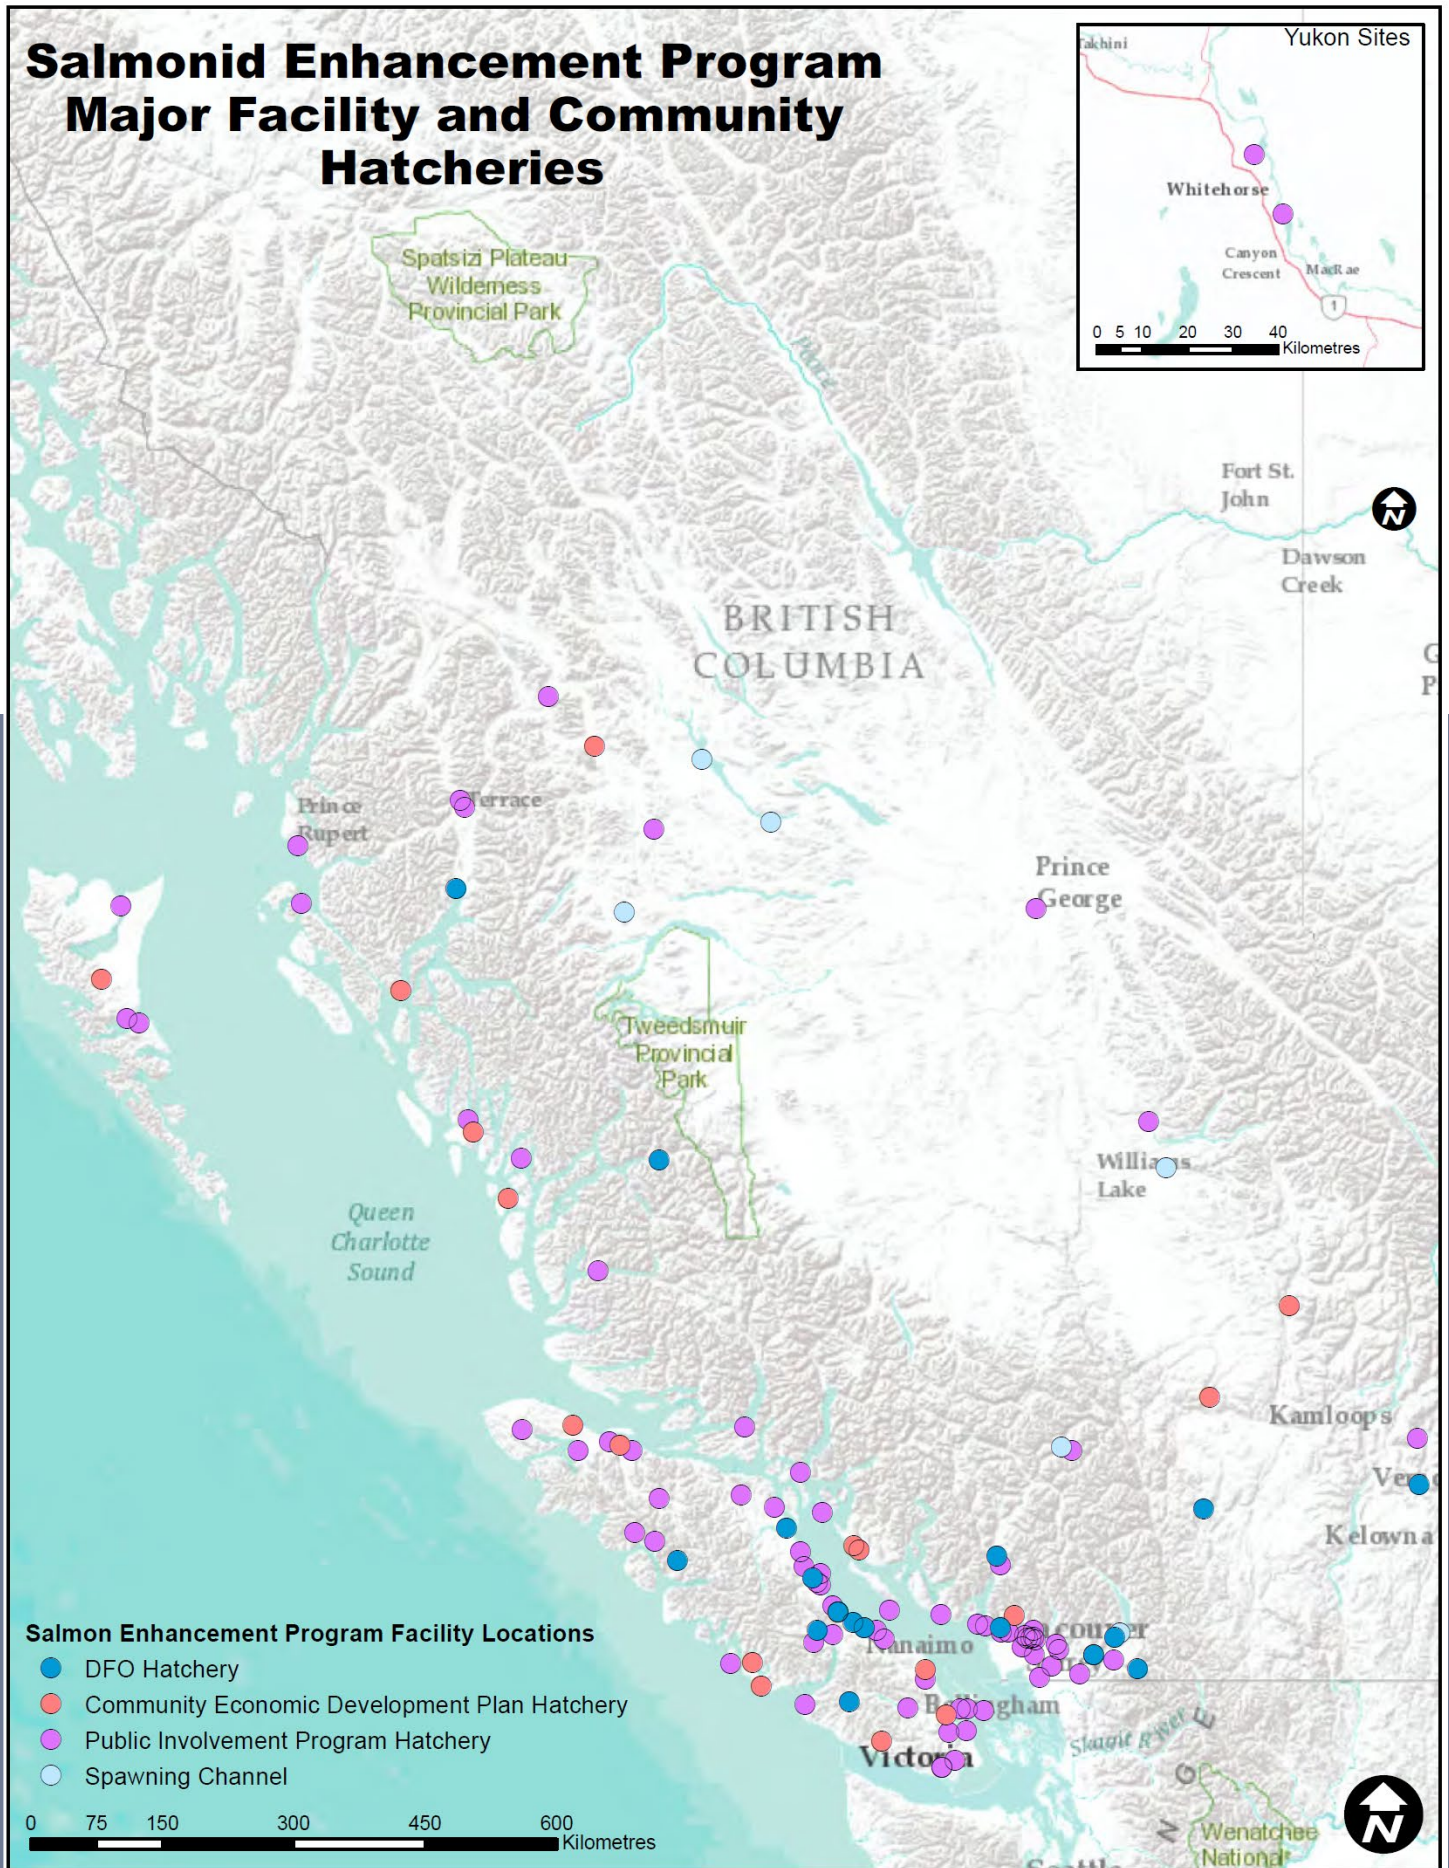 Salmonid Enhancement Program
Major Facility and Community
Hatcheries
Yukon Sites
Takhini
Whitehorse
Canyon
Crescent
MacRae
1
0 5 10 20 30 40
Kilometres
Spatsizi Plateau
Wilderness
Provincial Park
Peace
Fort St.
John
N
Dawson
Creek
BRITISH
COLUMBIA
G
P
Prince
Rupert
Terrace
Prince
George
Tweedsmuir
Provincial
Park
Williams
Lake
Queen
Charlotte
Sound
Kamloops
Kelowna
Nanaimo
Bellingham
Victoria
Skagit River
N G E
Wenatchee
National
Salmon Enhancement Program Facility Locations
DFO Hatchery
Community Economic Development Plan Hatchery
Public Involvement Program Hatchery
Spawning Channel
0 75 150 300 450 600
Kilometres
N